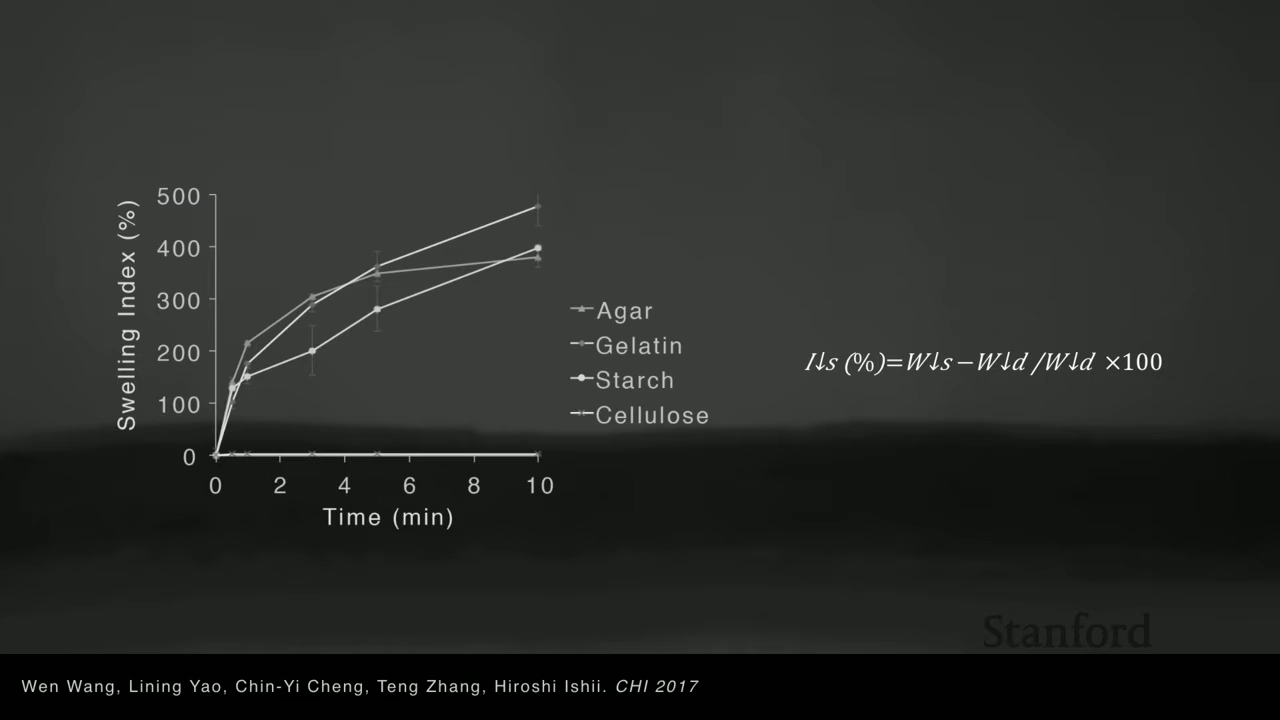 500
400
300
200
100
0
Swelling Index (%)
0 2 4 6 8 10
Time (min)
Agar
Gelatin
Starch
Cellulose
I↓s (%)=W↓s−W↓d /W↓d ×100
Stanford
Wen Wang, Lining Yao, Chin-Yi Cheng, Teng Zhang, Hiroshi Ishii. CHI 2017